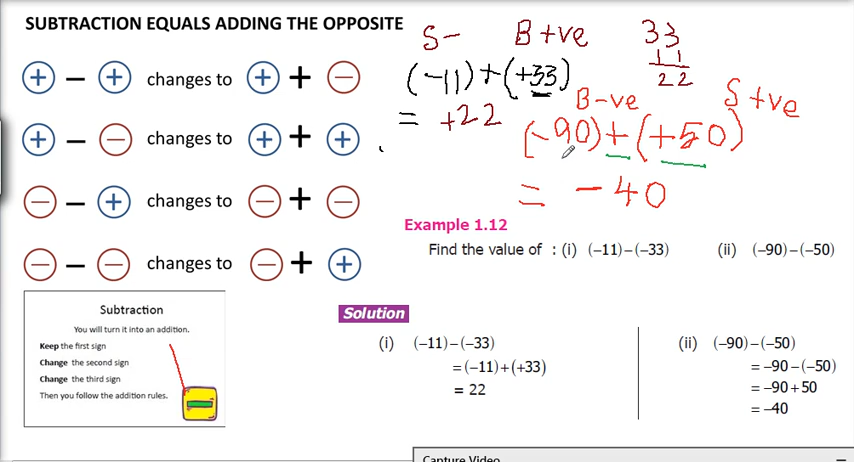 SUBTRACTION EQUALS ADDING THE OPPOSITE
+ − + changes to + + −
+ − − changes to + + +
− − + changes to − + −
− − − changes to − + +
Subtraction
You will turn it into an addition.
Keep the first sign
Change the second sign
Change the third sign
Then you follow the addition rules.
S− B+ve
33
11
22
(−11)+(+33)
= +22
B-ve S+ve
(-90)+(+50)
= −40
Example 1.12
Find the value of : (i) (−11)−(−33) (ii) (−90)−(−50)
Solution
(i) (−11)−(−33)
=(−11)+(+33)
= 22
(ii) (−90)−(−50)
= −90−(−50)
= −90+50
= −40
Capture Video